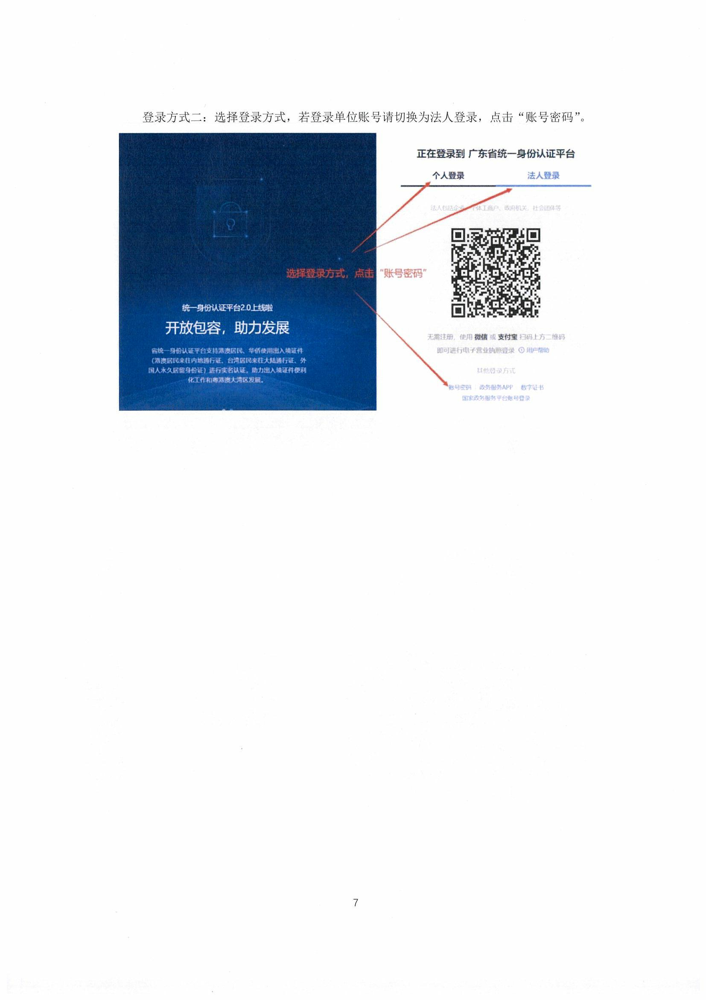 登录方式二：选择登录方式，若登录单位账号请切换为法人登录，点击“账号密码”。
正在登录到 广东省统一身份认证平台
个人登录 法人登录
法人包括企业、个体工商户、政府机关、社会团体等
选择登录方式，点击“账号密码”
统一身份认证平台2.0上线啦
开放包容，助力发展
省统一身份认证平台支持港澳居民、华侨使用出入境证件
（港澳居民来往内地通行证、台湾居民来往大陆通行证、外
国人永久居留身份证）进行实名认证，助力出入境证件便利
化工作和粤港澳大湾区发展。
无需注册，使用 微信 或 支付宝 扫码上方二维码
即可进行电子营业执照登录 用户帮助
其他登录方式
账号密码 | 政务服务APP 数字证书
国家政务服务平台账号登录
7